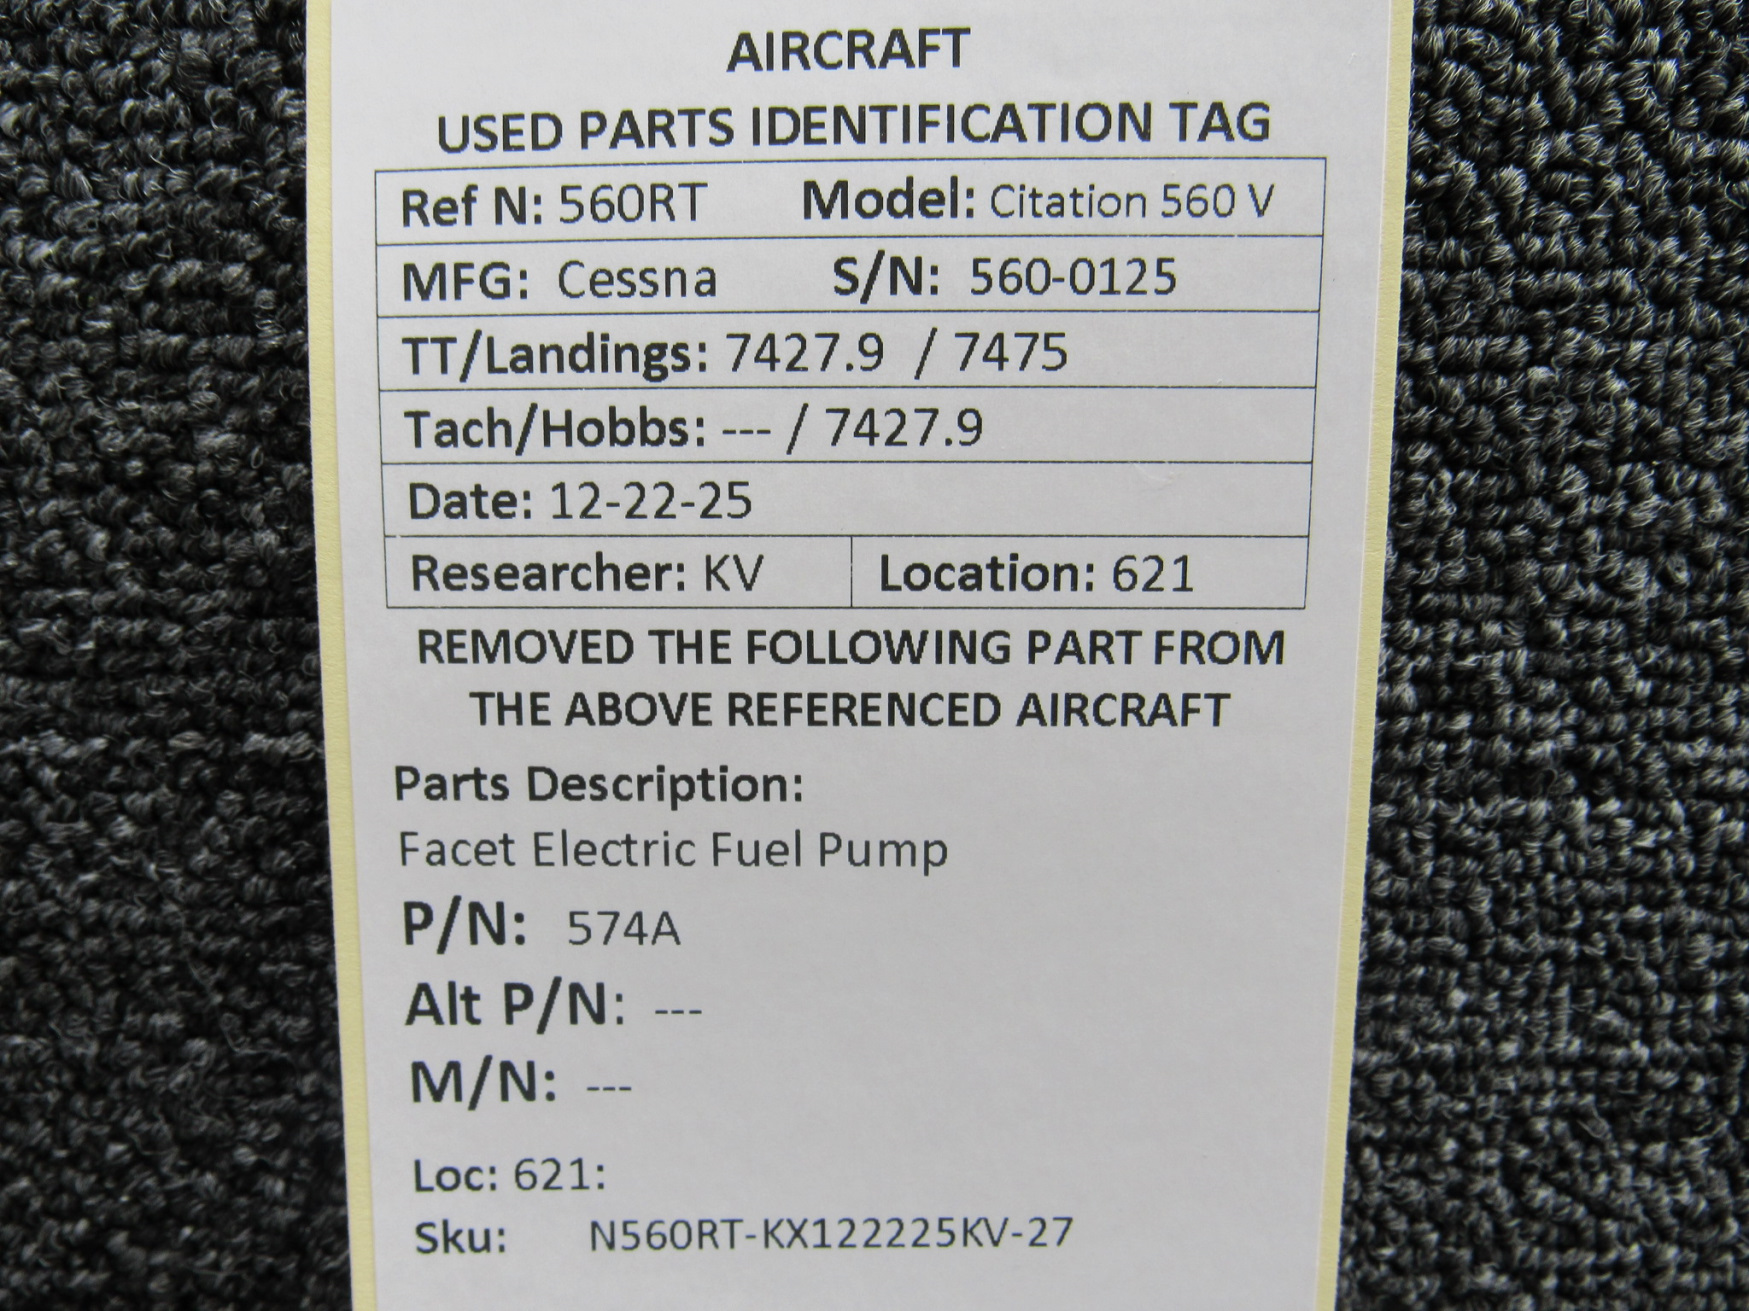 AIRCRAFT
USED PARTS IDENTIFICATION TAG
Ref N: 560RT Model: Citation 560 V
MFG: Cessna S/N: 560-0125
TT/Landings: 7427.9 / 7475
Tach/Hobbs: --- / 7427.9
Date: 12-22-25
Researcher: KV Location: 621
REMOVED THE FOLLOWING PART FROM
THE ABOVE REFERENCED AIRCRAFT
Parts Description:
Facet Electric Fuel Pump
P/N: 574A
Alt P/N: ---
M/N: ---
Loc: 621:
Sku: N560RT-KX122225KV-27